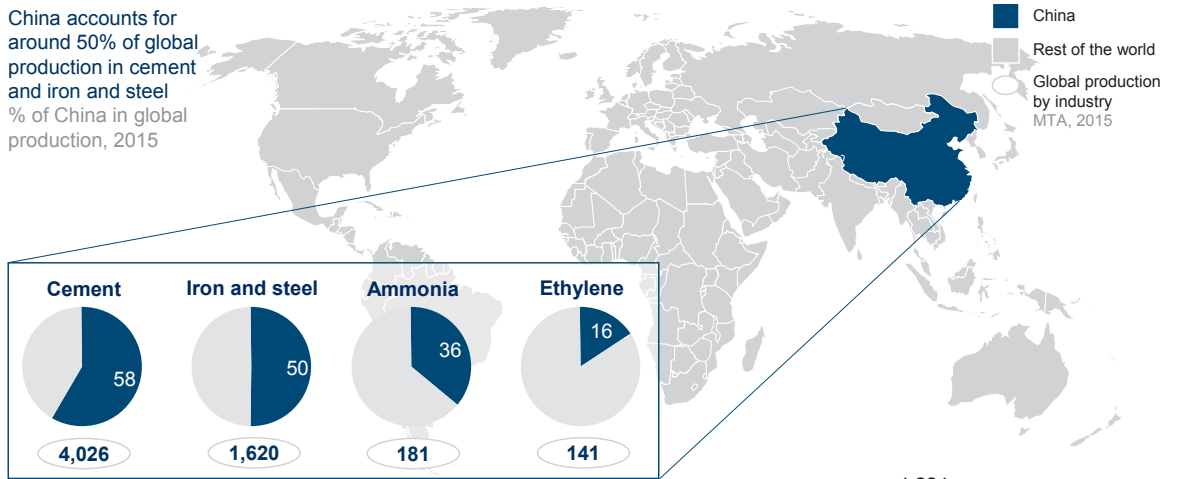 China accounts for
around 50% of global
production in cement
and iron and steel
% of China in global
production, 2015
China
Rest of the world
Global production
by industry
MTA, 2015
Cement
Iron and steel
Ammonia
Ethylene
58
50
36
16
4,026
1,620
181
141